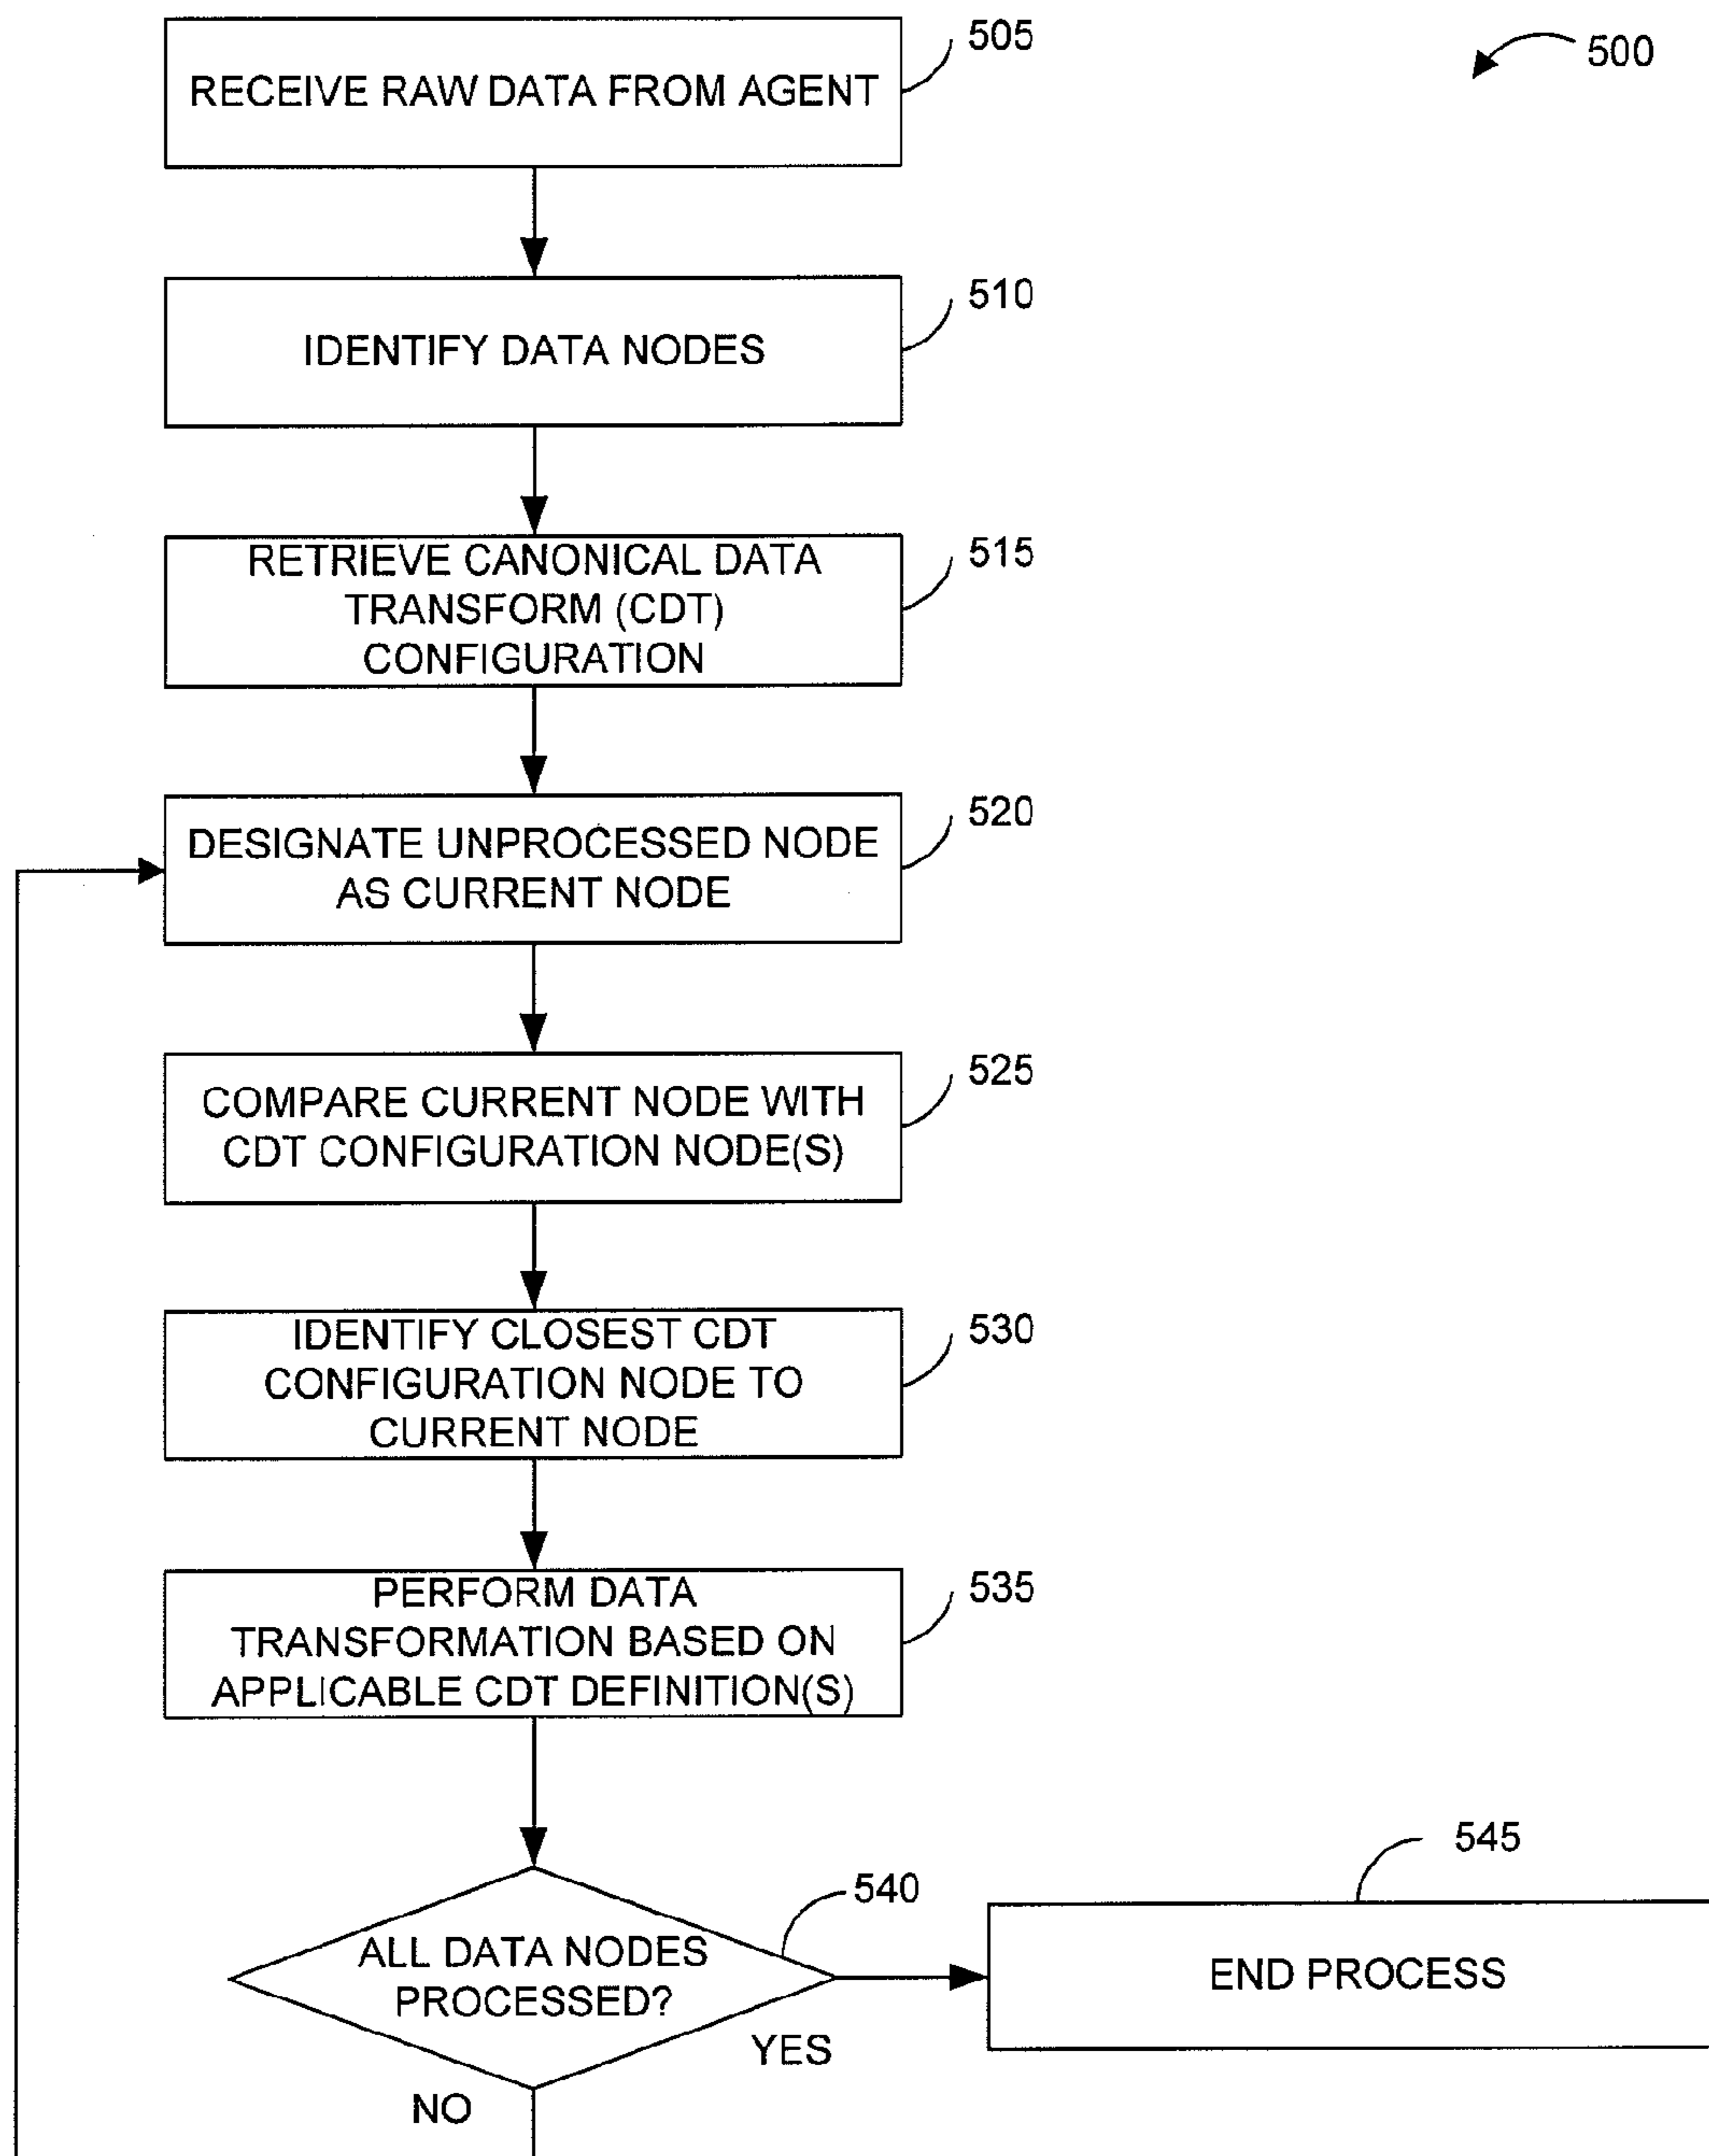 505
500
RECEIVE RAW DATA FROM AGENT
510
IDENTIFY DATA NODES
515
RETRIEVE CANONICAL DATA
TRANSFORM (CDT)
CONFIGURATION
520
DESIGNATE UNPROCESSED NODE
AS CURRENT NODE
525
COMPARE CURRENT NODE WITH
CDT CONFIGURATION NODE(S)
530
IDENTIFY CLOSEST CDT
CONFIGURATION NODE TO
CURRENT NODE
535
PERFORM DATA
TRANSFORMATION BASED ON
APPLICABLE CDT DEFINITION(S)
545
540
ALL DATA NODES
PROCESSED?
END PROCESS
YES
NO